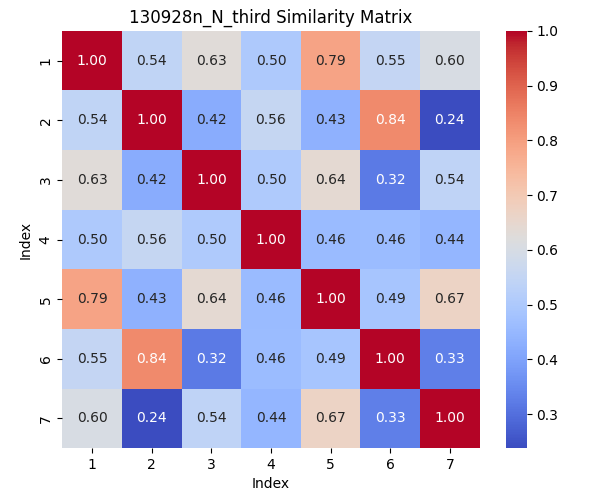 130928n_N_third Similarity Matrix
1 1.00 0.54 0.63 0.50 0.79 0.55 0.60
2 0.54 1.00 0.42 0.56 0.43 0.84 0.24
3 0.63 0.42 1.00 0.50 0.64 0.32 0.54
4 0.50 0.56 0.50 1.00 0.46 0.46 0.44
5 0.79 0.43 0.64 0.46 1.00 0.49 0.67
6 0.55 0.84 0.32 0.46 0.49 1.00 0.33
7 0.60 0.24 0.54 0.44 0.67 0.33 1.00
1 2 3 4 5 6 7
Index
Index
1.0
0.9
0.8
0.7
0.6
0.5
0.4
0.3